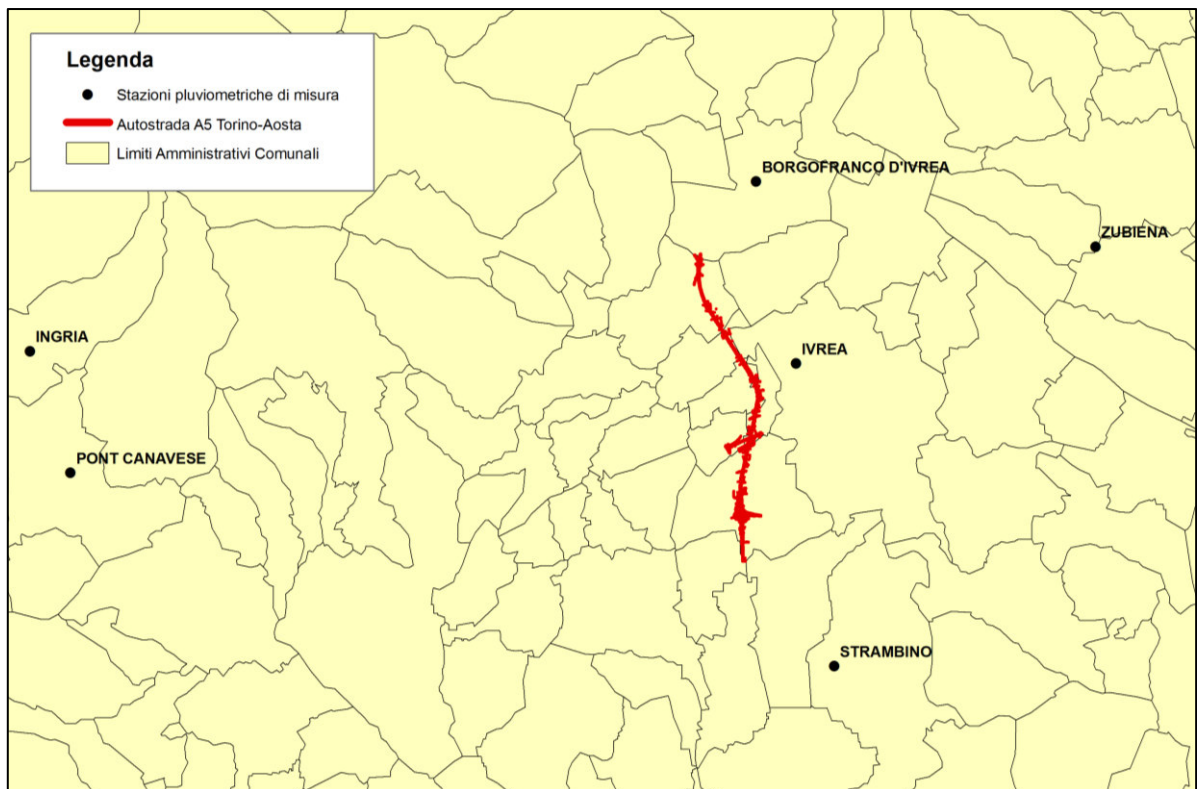 Legenda
Stazioni pluviometriche di misura
Autostrada A5 Torino-Aosta
Limiti Amministrativi Comunali
BORGOFRANCO D'IVREA
ZUBIENA
INGRIA
IVREA
PONT CANAVESE
STRAMBINO